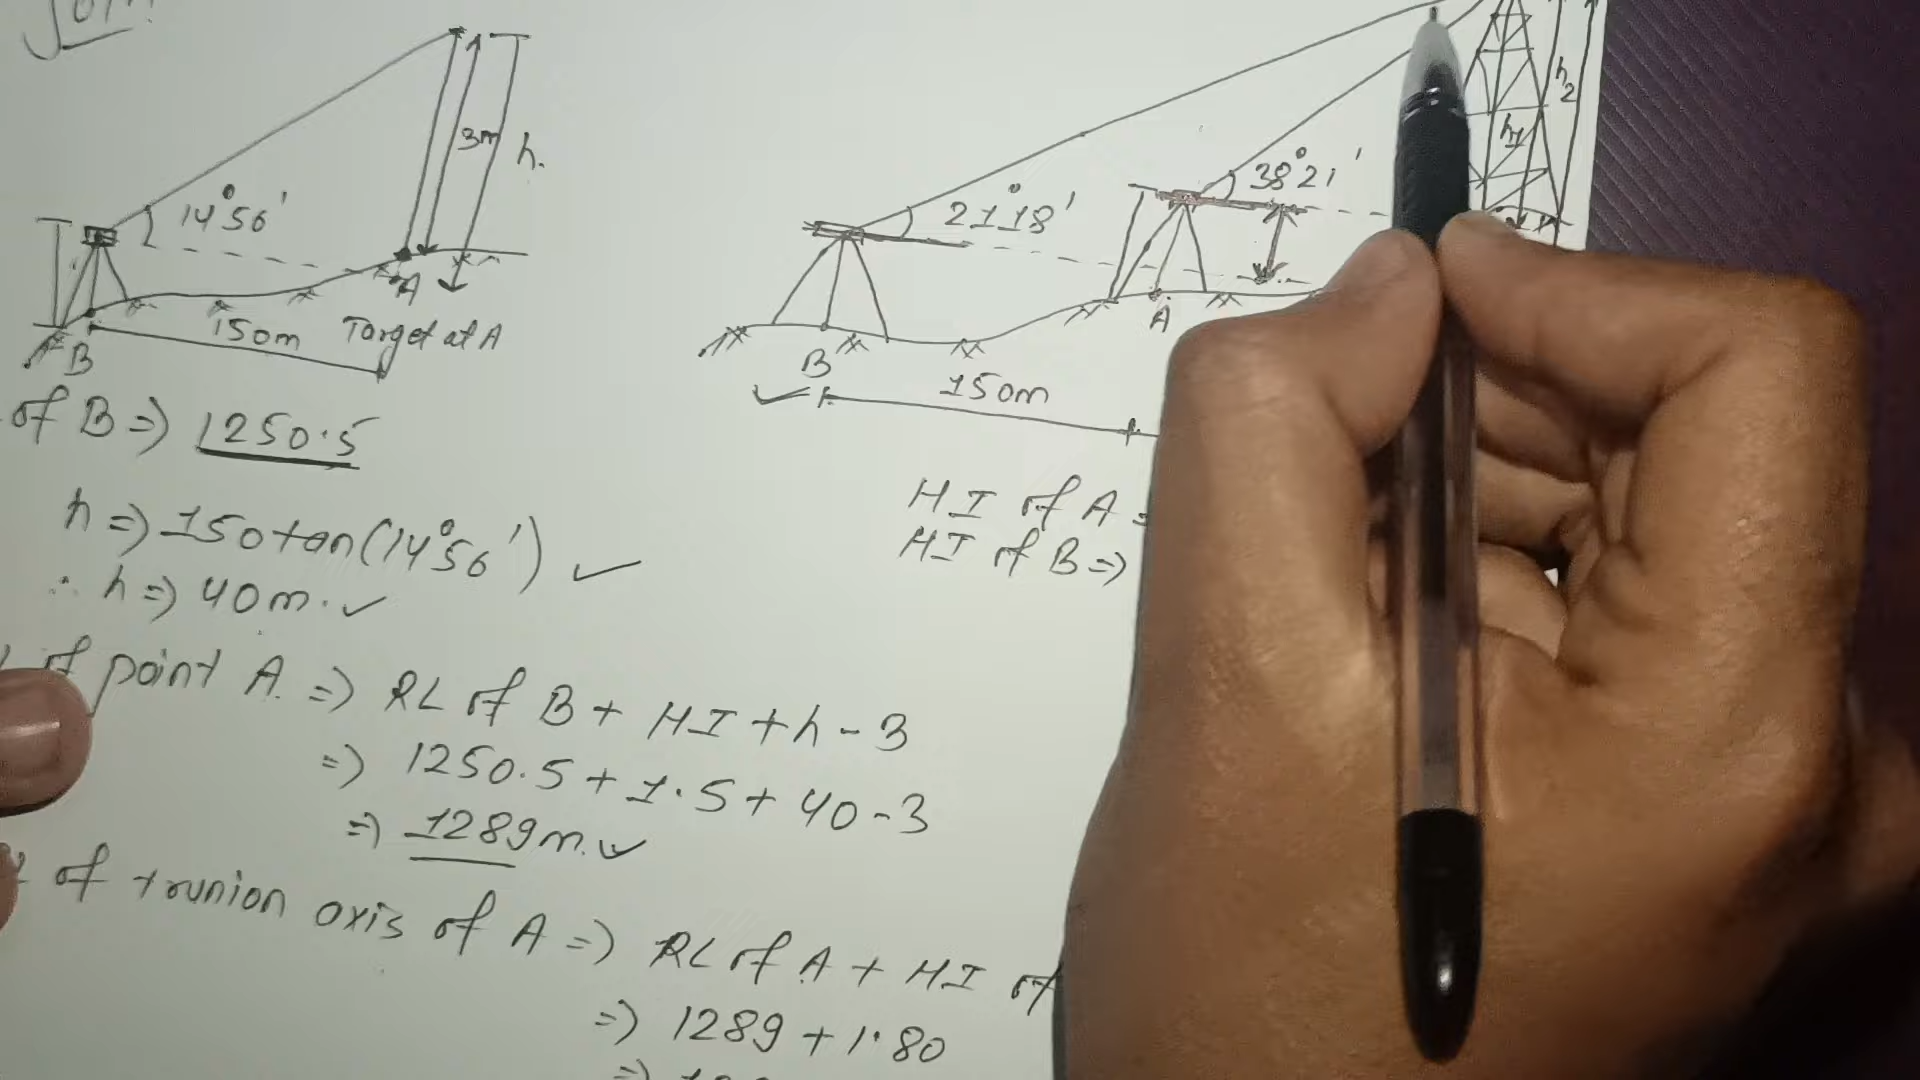 3m
h.
14°56'
A
150m Target at A
B
of B => 1250.5
h => 150 tan(14°56')
∴ h => 40m.
of point A. => RL of B + HI + h - 3
=> 1250.5 + 1.5 + 40 - 3
=> 1289m.
of trunion axis of A => RL of A + HI of
=> 1289 + 1.80
=>
h2
h1
38°21'
21°18'
A
B
150m
HI of A =
HI of B =>